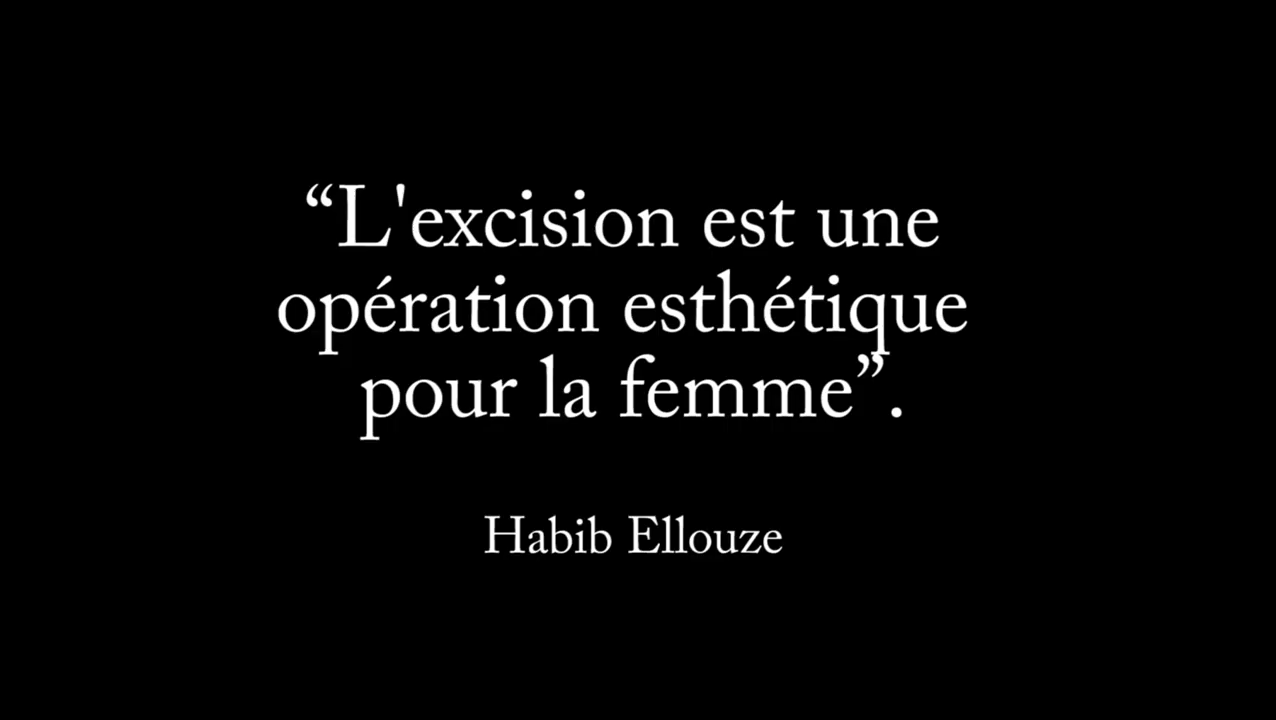 “L'excision est une
opération esthétique
pour la femme”.
Habib Ellouze